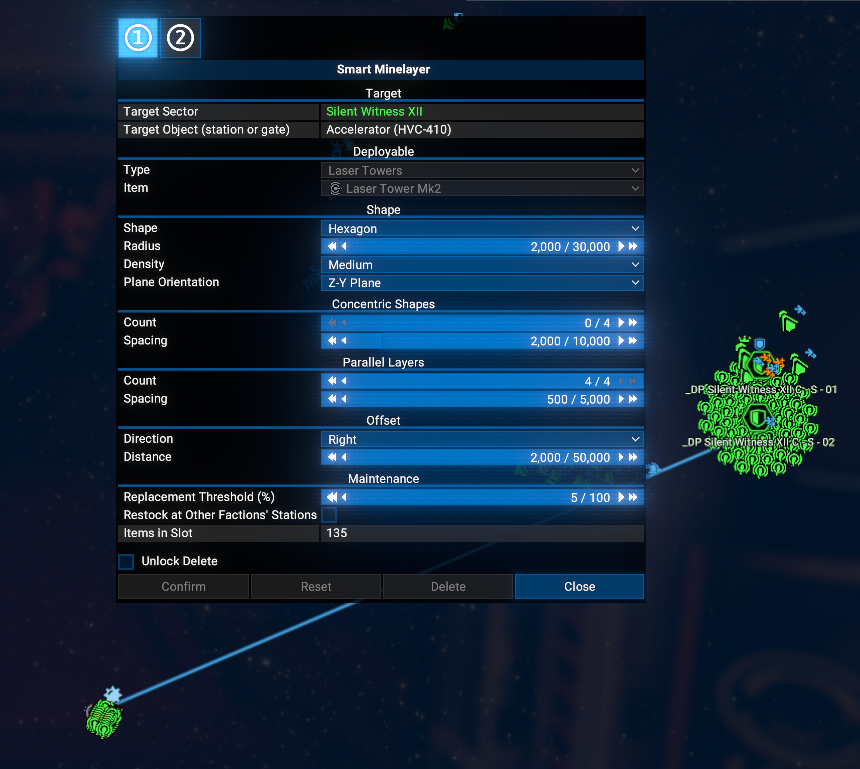 1 2
Smart Minelayer
Target
Target Sector Silent Witness XII
Target Object (station or gate) Accelerator (HVC-410)
Deployable
Type Laser Towers
Item Laser Tower Mk2
Shape
Shape Hexagon
Radius 2,000 / 30,000
Density Medium
Plane Orientation Z-Y Plane
Concentric Shapes
Count 0 / 4
Spacing 2,000 / 10,000
Parallel Layers
Count 4 / 4
Spacing 500 / 5,000
Offset
Direction Right
Distance 2,000 / 50,000
Maintenance
Replacement Threshold (%) 5 / 100
Restock at Other Factions' Stations
Items in Slot 135
Unlock Delete
Confirm Reset Delete Close
_DP Silent Witness XII C_ S - 01
_DP Silent Witness XII C_ S - 02